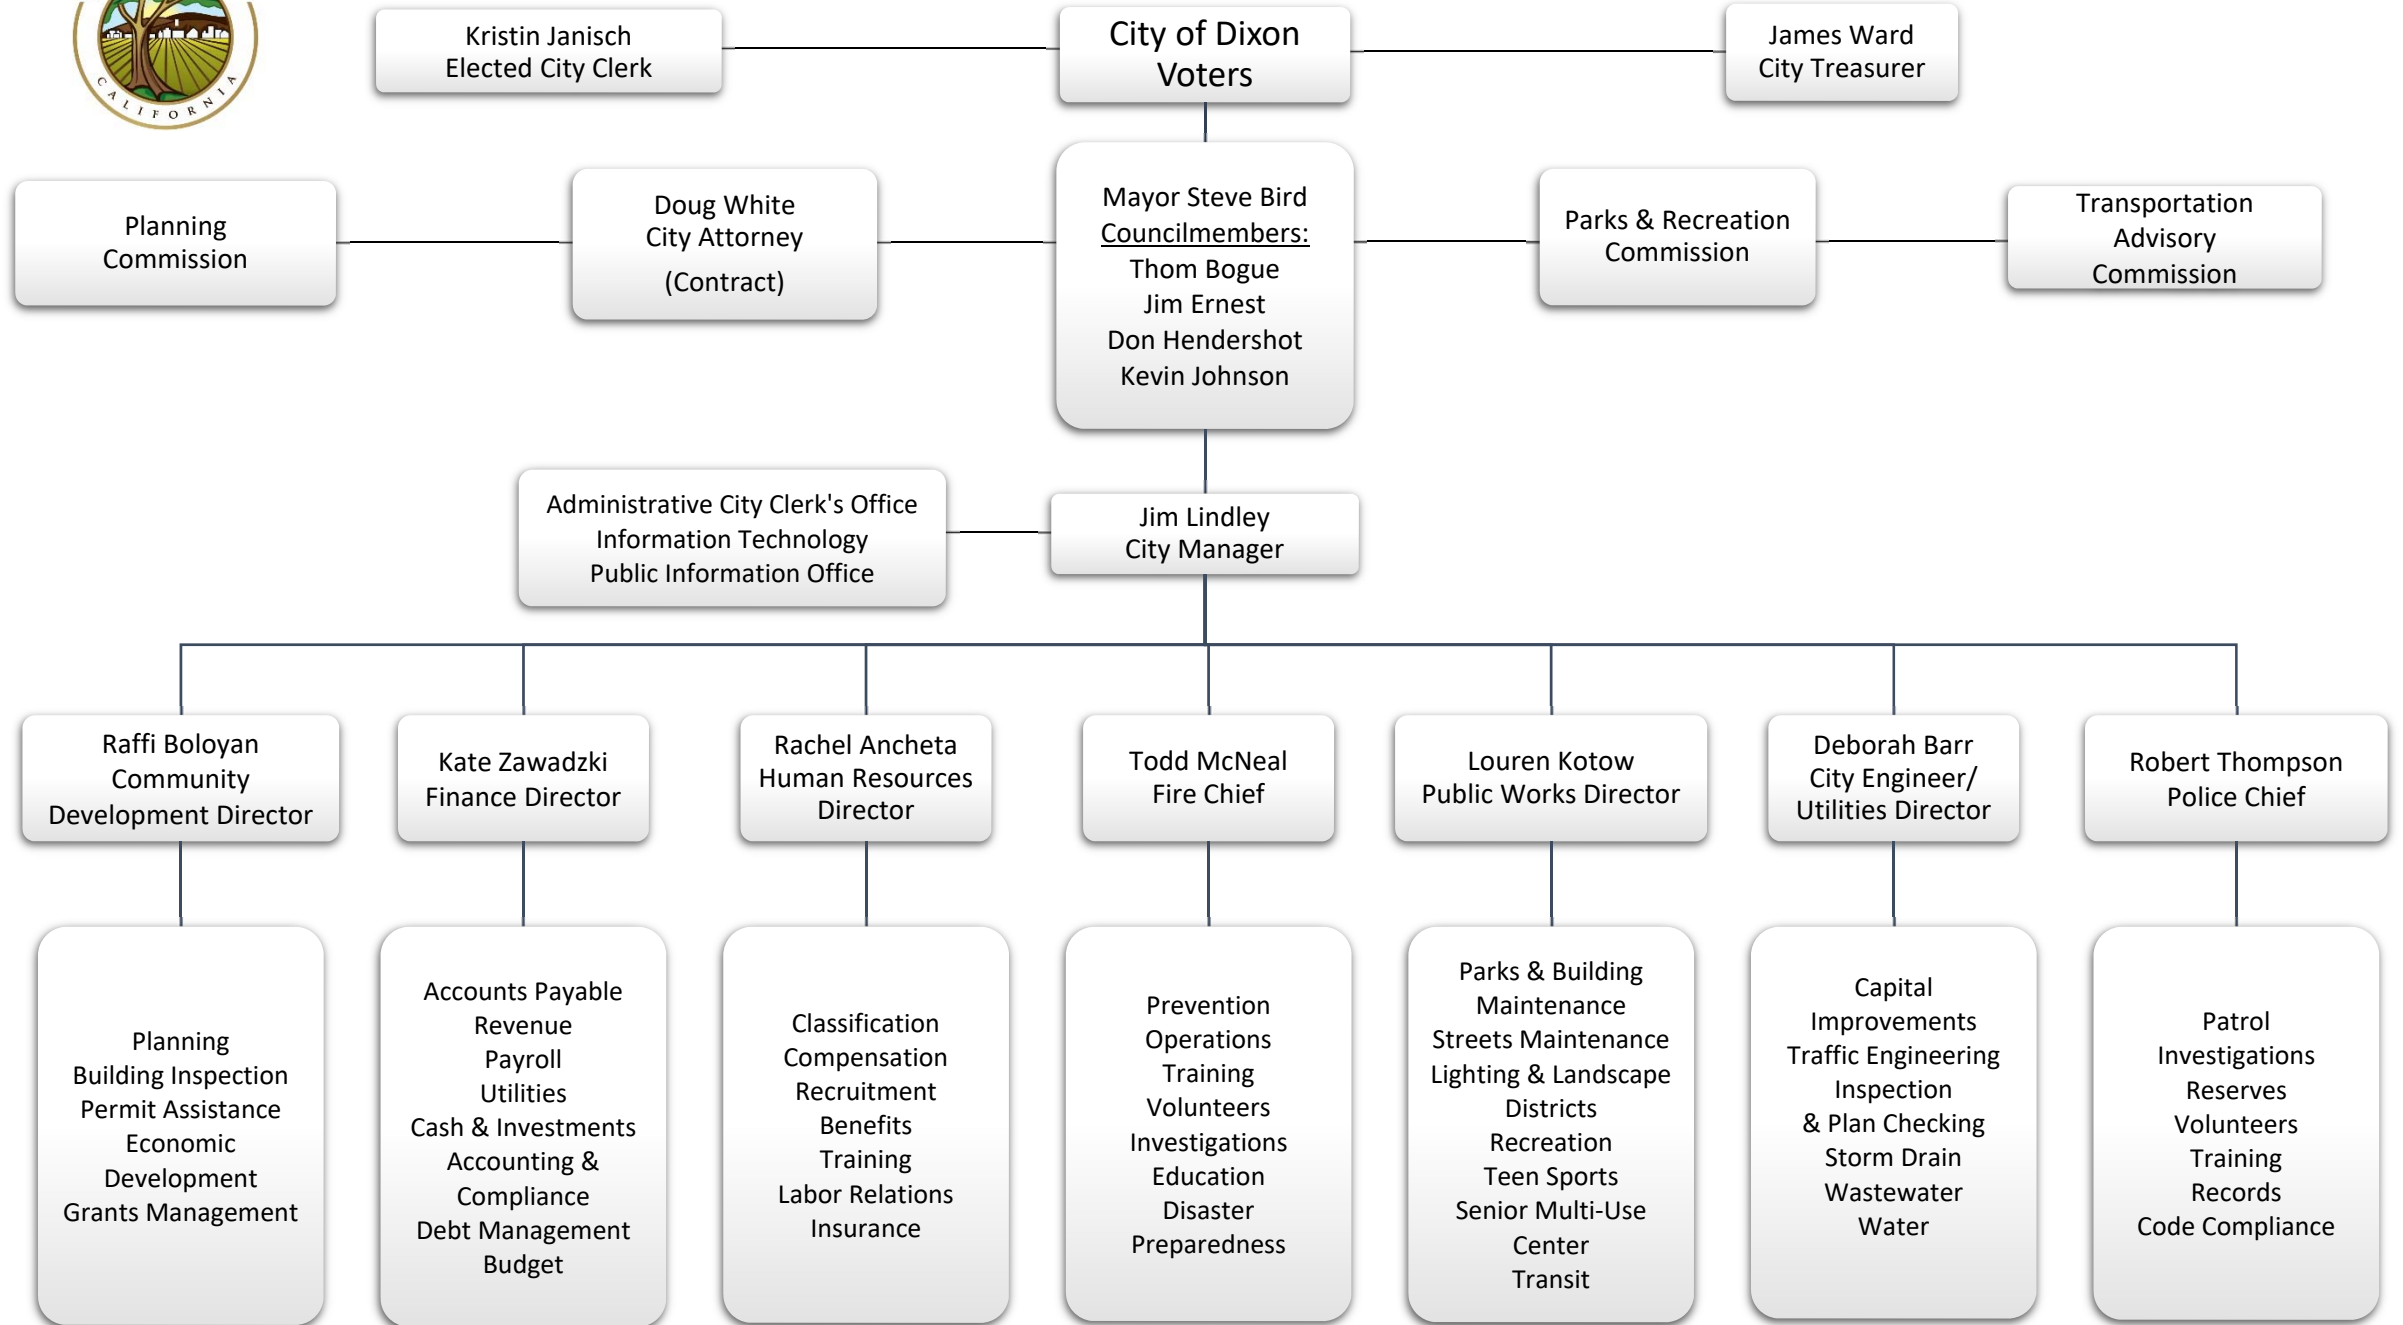 CALIFORNIA
Kristin Janisch
Elected City Clerk
City of Dixon
Voters
James Ward
City Treasurer
Planning
Commission
Doug White
City Attorney
(Contract)
Mayor Steve Bird
Councilmembers:
Thom Bogue
Jim Ernest
Don Hendershot
Kevin Johnson
Parks & Recreation
Commission
Transportation
Advisory
Commission
Administrative City Clerk's Office
Information Technology
Public Information Office
Jim Lindley
City Manager
Raffi Boloyan
Community
Development Director
Kate Zawadzki
Finance Director
Rachel Ancheta
Human Resources
Director
Todd McNeal
Fire Chief
Louren Kotow
Public Works Director
Deborah Barr
City Engineer/
Utilities Director
Robert Thompson
Police Chief
Planning
Building Inspection
Permit Assistance
Economic
Development
Grants Management
Accounts Payable
Revenue
Payroll
Utilities
Cash & Investments
Accounting &
Compliance
Debt Management
Budget
Classification
Compensation
Recruitment
Benefits
Training
Labor Relations
Insurance
Prevention
Operations
Training
Volunteers
Investigations
Education
Disaster
Preparedness
Parks & Building
Maintenance
Streets Maintenance
Lighting & Landscape
Districts
Recreation
Teen Sports
Senior Multi-Use
Center
Transit
Capital
Improvements
Traffic Engineering
Inspection
& Plan Checking
Storm Drain
Wastewater
Water
Patrol
Investigations
Reserves
Volunteers
Training
Records
Code Compliance